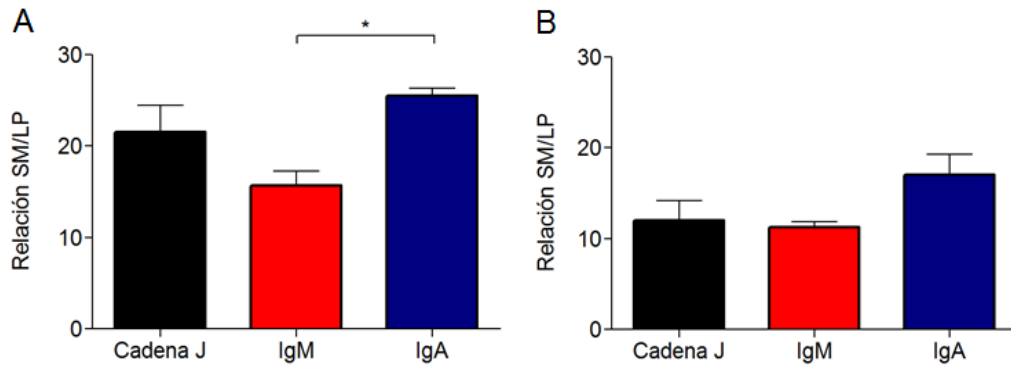 A
*
Relación SM/LP
30
20
10
0
Cadena J IgM IgA
B
Relación SM/LP
30
20
10
0
Cadena J IgM IgA